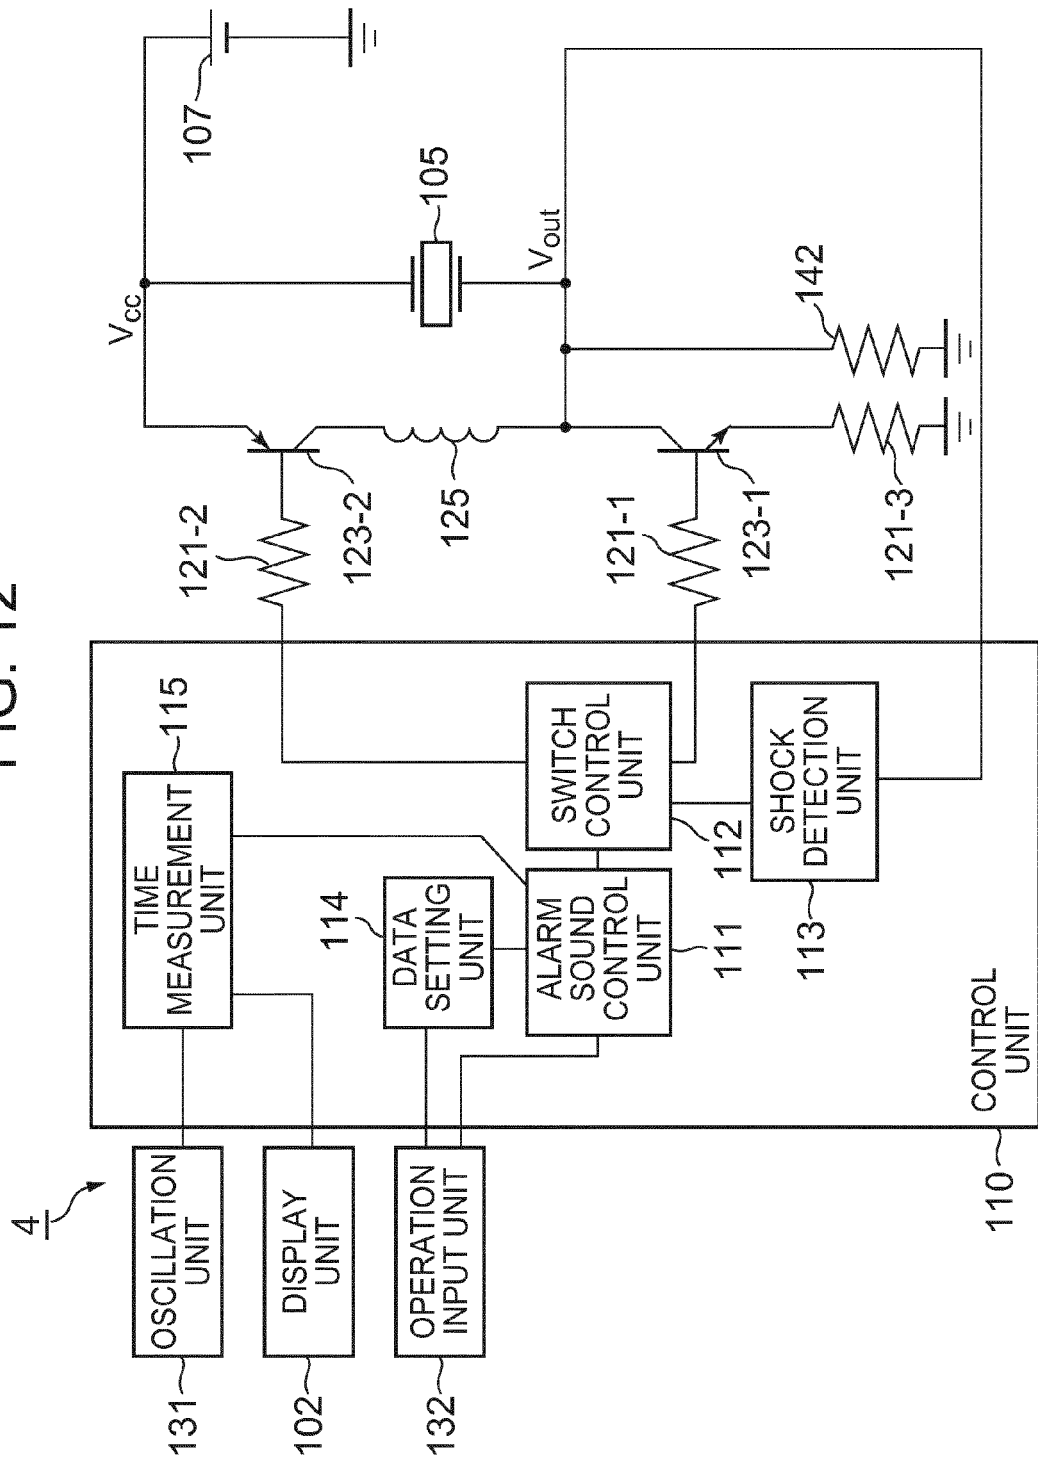 FIG. 12
4
131
OSCILLATION
UNIT
102
DISPLAY
UNIT
132
OPERATION
INPUT UNIT
110
CONTROL
UNIT
115
TIME
MEASUREMENT
UNIT
114
DATA
SETTING
UNIT
111
ALARM
SOUND
CONTROL
UNIT
112
SWITCH
CONTROL
UNIT
113
SHOCK
DETECTION
UNIT
121-2
123-2
125
121-1
123-1
121-3
142
Vcc
105
Vout
107